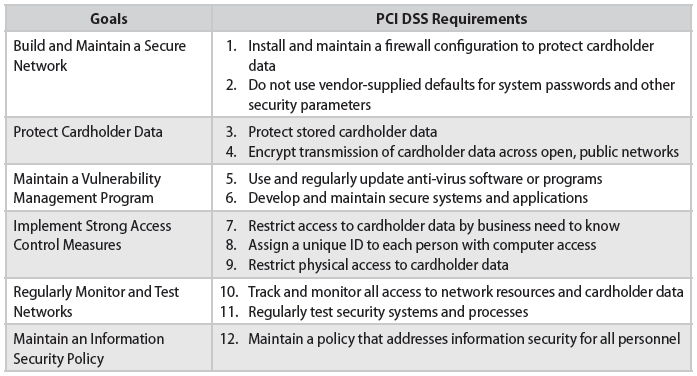 Goals
PCI DSS Requirements
Build and Maintain a Secure
Network
1. Install and maintain a firewall configuration to protect cardholder
data
2. Do not use vendor-supplied defaults for system passwords and other
security parameters
Protect Cardholder Data
3. Protect stored cardholder data
4. Encrypt transmission of cardholder data across open, public networks
Maintain a Vulnerability
Management Program
5. Use and regularly update anti-virus software or programs
6. Develop and maintain secure systems and applications
Implement Strong Access
Control Measures
7. Restrict access to cardholder data by business need to know
8. Assign a unique ID to each person with computer access
9. Restrict physical access to cardholder data
Regularly Monitor and Test
Networks
10. Track and monitor all access to network resources and cardholder data
11. Regularly test security systems and processes
Maintain an Information
Security Policy
12. Maintain a policy that addresses information security for all personnel